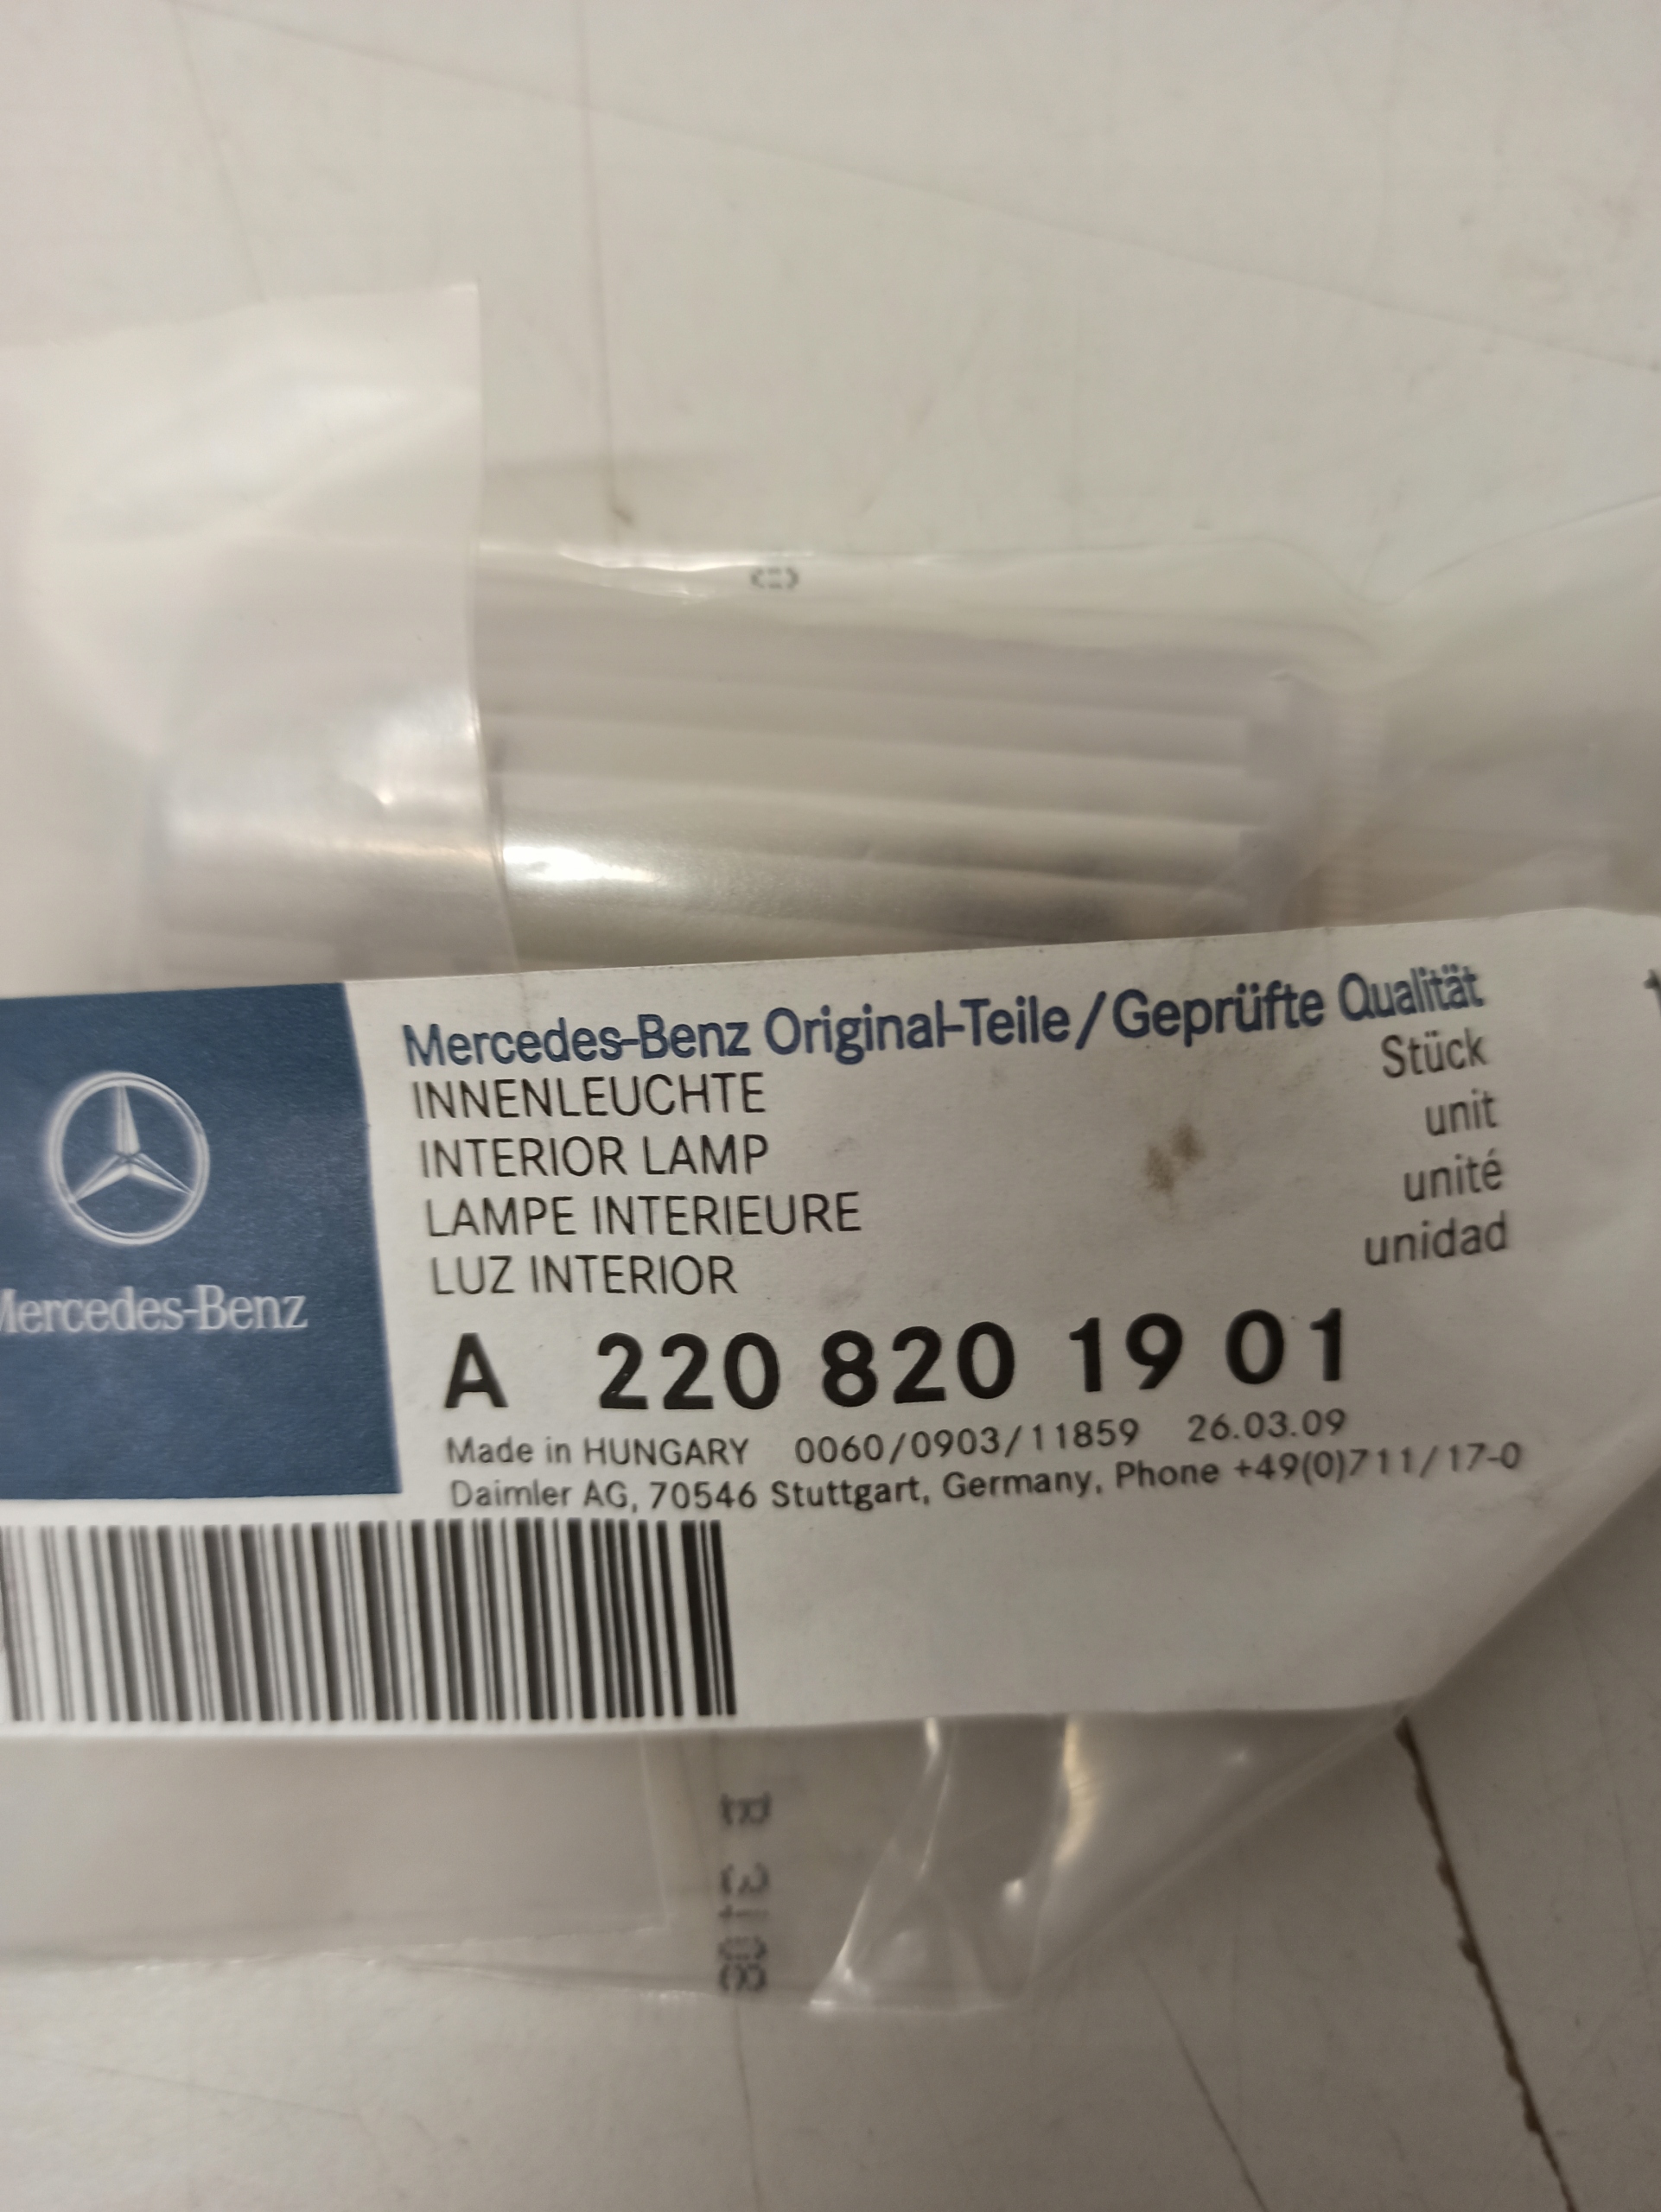 Mercedes-Benz Original-Teile/Geprüfte Qualität
INNENLEUCHTE Stück
INTERIOR LAMP unit
LAMPE INTERIEURE unité
LUZ INTERIOR unidad
Mercedes-Benz
A 220 820 19 01
Made in HUNGARY 0060/0903/11859 26.03.09
Daimler AG, 70546 Stuttgart, Germany, Phone +49(0)711/17-0